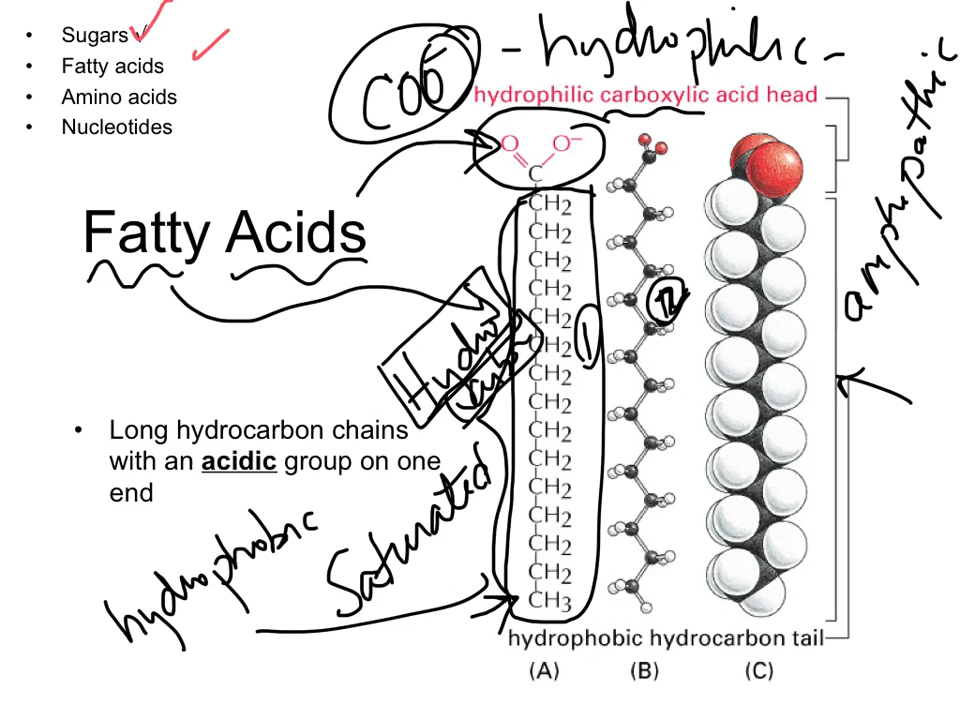 • Sugars ✓
• Fatty acids
• Amino acids
• Nucleotides
COO⁻
- hydrophilic -
hydrophilic carboxylic acid head
amphipathic
O O⁻
C
Fatty Acids
CH2
CH2
CH2
CH2
CH2
CH2
CH2
CH2
CH2
CH2
CH2
CH2
CH2
CH2
CH3
1
Hydro
• Long hydrocarbon chains
with an acidic group on one
end
hydrophobic
Saturated
hydrophobic hydrocarbon tail
(A) (B) (C)